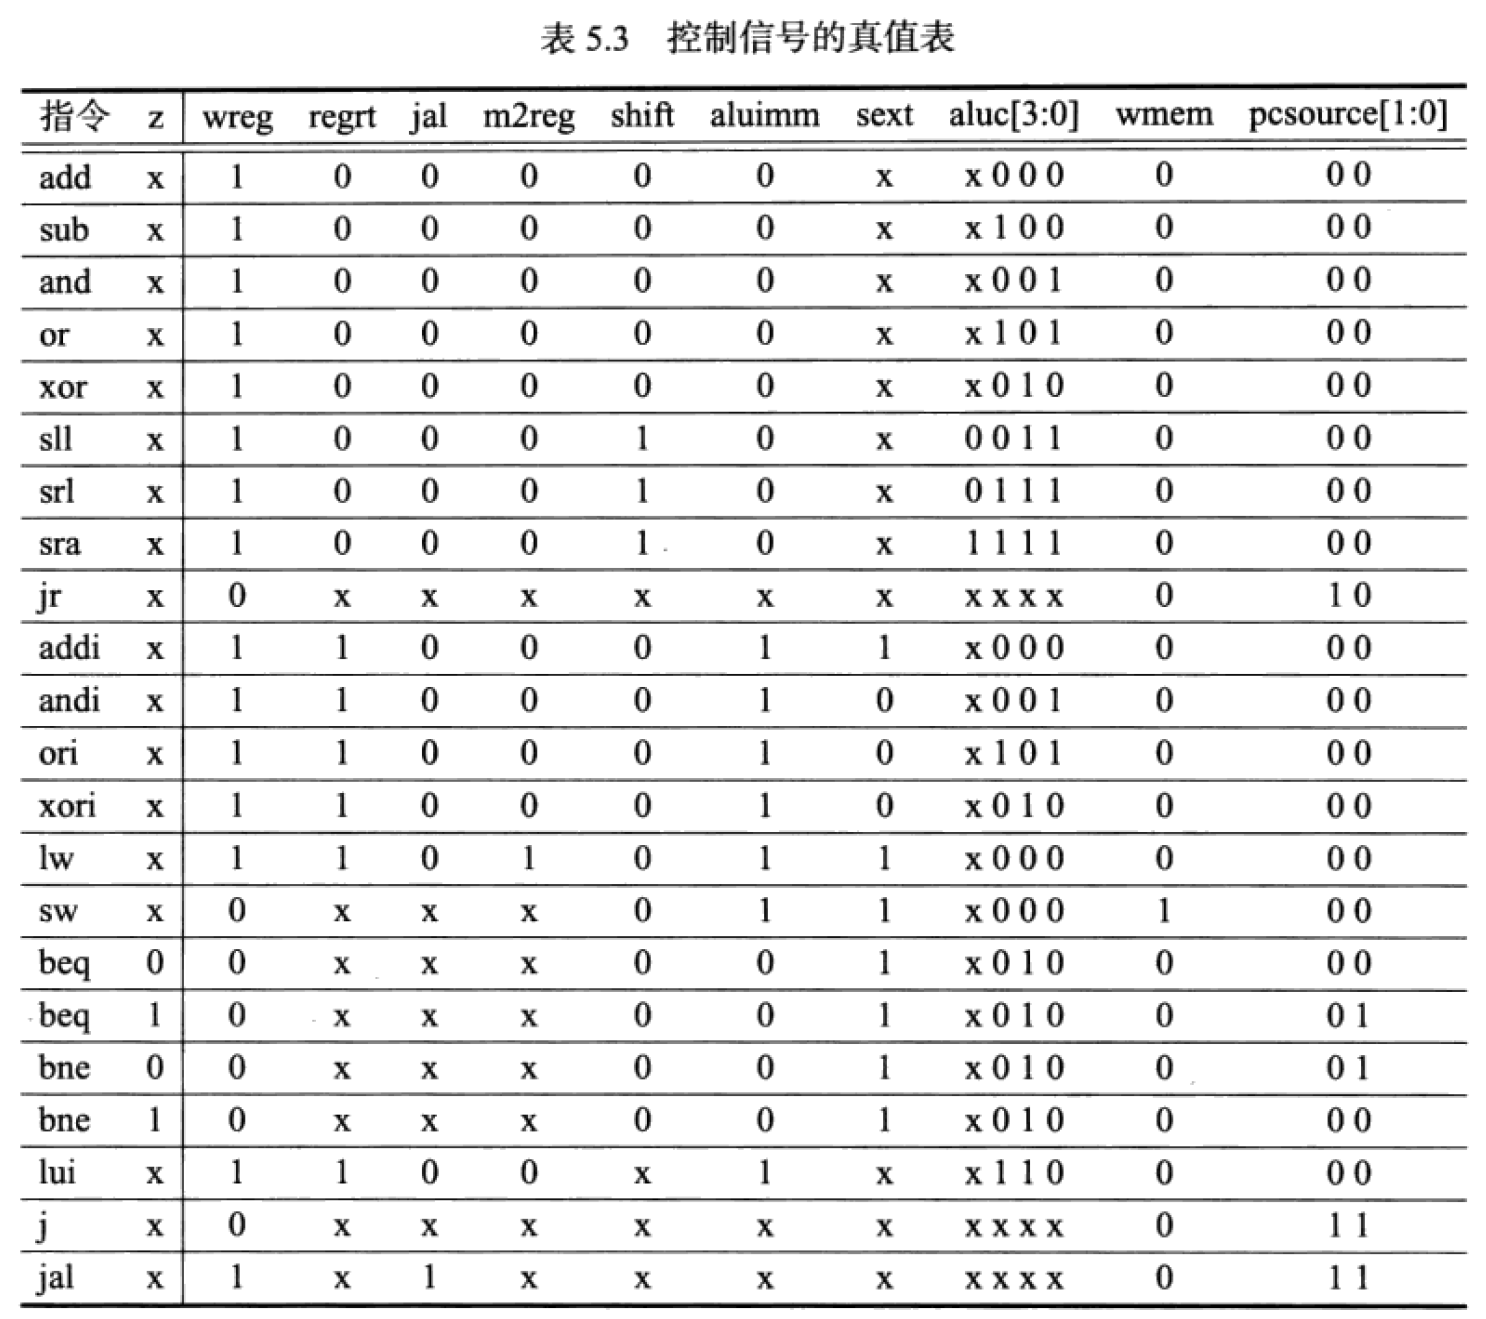 表 5.3 控制信号的真值表
指令 z wreg regrt jal m2reg shift aluimm sext aluc[3:0] wmem pcsource[1:0]
add x 1 0 0 0 0 0 x x 0 0 0 0 0 0
sub x 1 0 0 0 0 0 x x 1 0 0 0 0 0
and x 1 0 0 0 0 0 x x 0 0 1 0 0 0
or x 1 0 0 0 0 0 x x 1 0 1 0 0 0
xor x 1 0 0 0 0 0 x x 0 1 0 0 0 0
sll x 1 0 0 0 1 0 x 0 0 1 1 0 0 0
srl x 1 0 0 0 1 0 x 0 1 1 1 0 0 0
sra x 1 0 0 0 1 0 x 1 1 1 1 0 0 0
jr x 0 x x x x x x x x x x 0 1 0
addi x 1 1 0 0 0 1 1 x 0 0 0 0 0 0
andi x 1 1 0 0 0 1 0 x 0 0 1 0 0 0
ori x 1 1 0 0 0 1 0 x 1 0 1 0 0 0
xori x 1 1 0 0 0 1 0 x 0 1 0 0 0 0
lw x 1 1 0 1 0 1 1 x 0 0 0 0 0 0
sw x 0 x x x 0 1 1 x 0 0 0 1 0 0
beq 0 0 x x x 0 0 1 x 0 1 0 0 0 0
beq 1 0 x x x 0 0 1 x 0 1 0 0 0 1
bne 0 0 x x x 0 0 1 x 0 1 0 0 0 1
bne 1 0 x x x 0 0 1 x 0 1 0 0 0 0
lui x 1 1 0 0 x 1 x x 1 1 0 0 0 0
j x 0 x x x x x x x x x x 0 1 1
jal x 1 x 1 x x x x x x x x 0 1 1